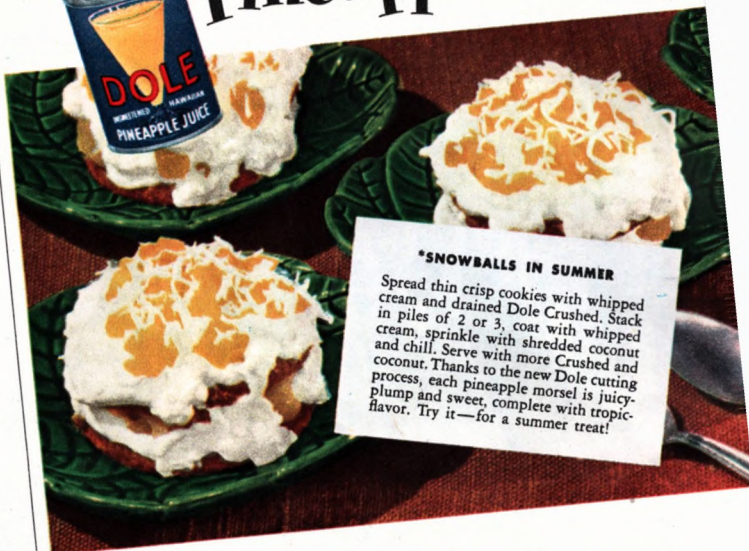 DOLE
UNSWEETENED HAWAIIAN
PINEAPPLE JUICE
*SNOWBALLS IN SUMMER
Spread thin crisp cookies with whipped
cream and drained Dole Crushed. Stack
in piles of 2 or 3, coat with whipped
cream, sprinkle with shredded coconut
and chill. Serve with more Crushed and
coconut. Thanks to the new Dole cutting
process, each pineapple morsel is juicy-
plump and sweet, complete with tropic-
flavor. Try it—for a summer treat!